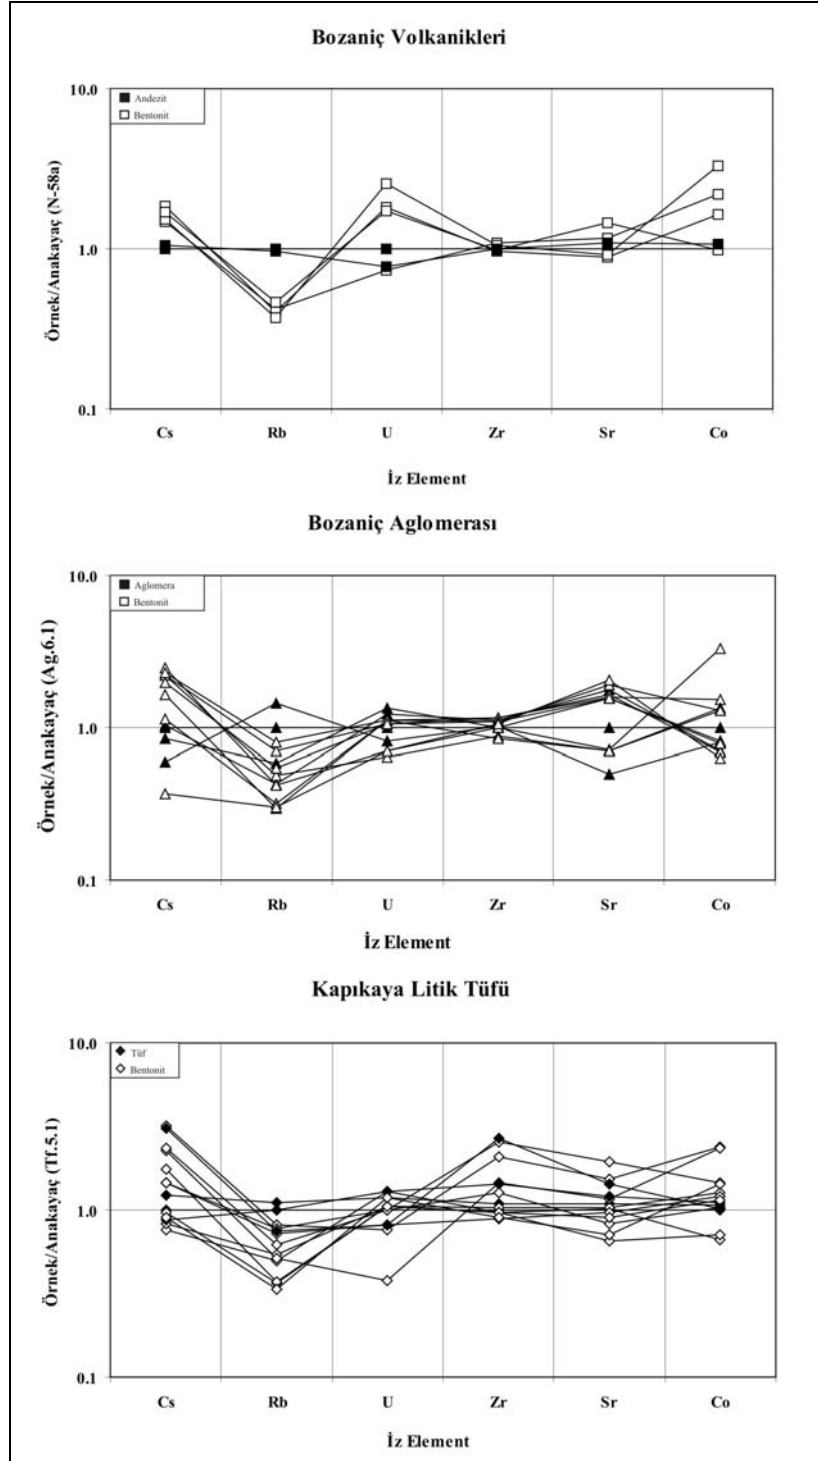 Bozaniç Volkanikleri
10.0
Andezit
Bentonit
Örnek/Anakayaç (N-58a)
1.0
0.1
Cs Rb U Zr Sr Co
İz Element
Bozaniç Aglomerası
10.0
Aglomera
Bentonit
Örnek/Anakayaç (Ag.6.1)
1.0
0.1
Cs Rb U Zr Sr Co
İz Element
Kapıkaya Litik Tüfü
10.0
Tüf
Bentonit
Örnek/Anakayaç (Tf.5.1)
1.0
0.1
Cs Rb U Zr Sr Co
İz Element